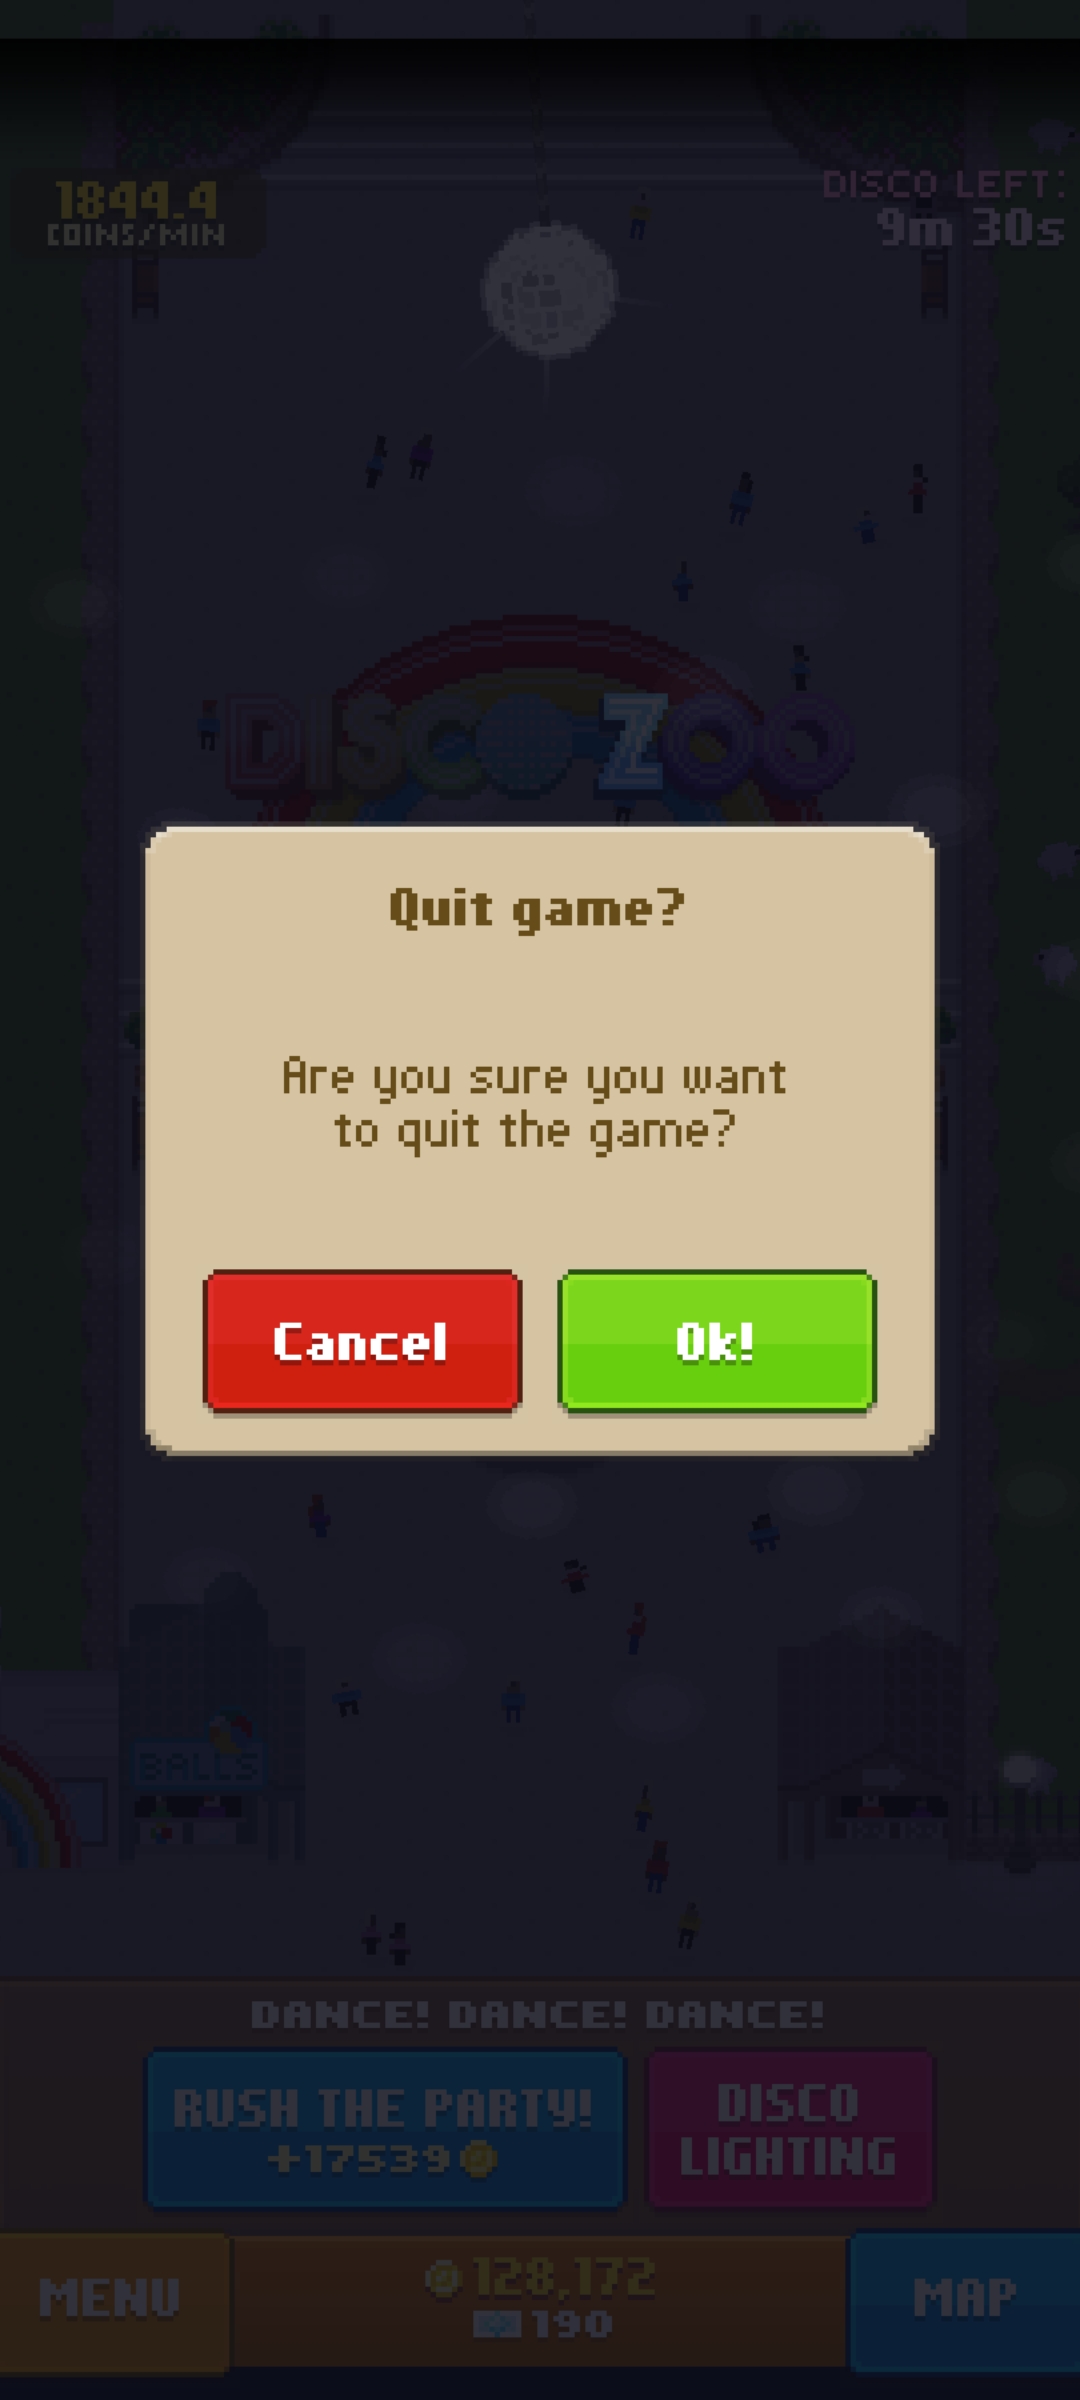 1844.4
COINS/MIN
DISCO LEFT:
9m 30s
DISCO ZOO
Quit game?
Are you sure you want
to quit the game?
Cancel
Ok!
BALLS
DANCE! DANCE! DANCE!
RUSH THE PARTY!
+17539
DISCO
LIGHTING
MENU
128,172
190
MAP